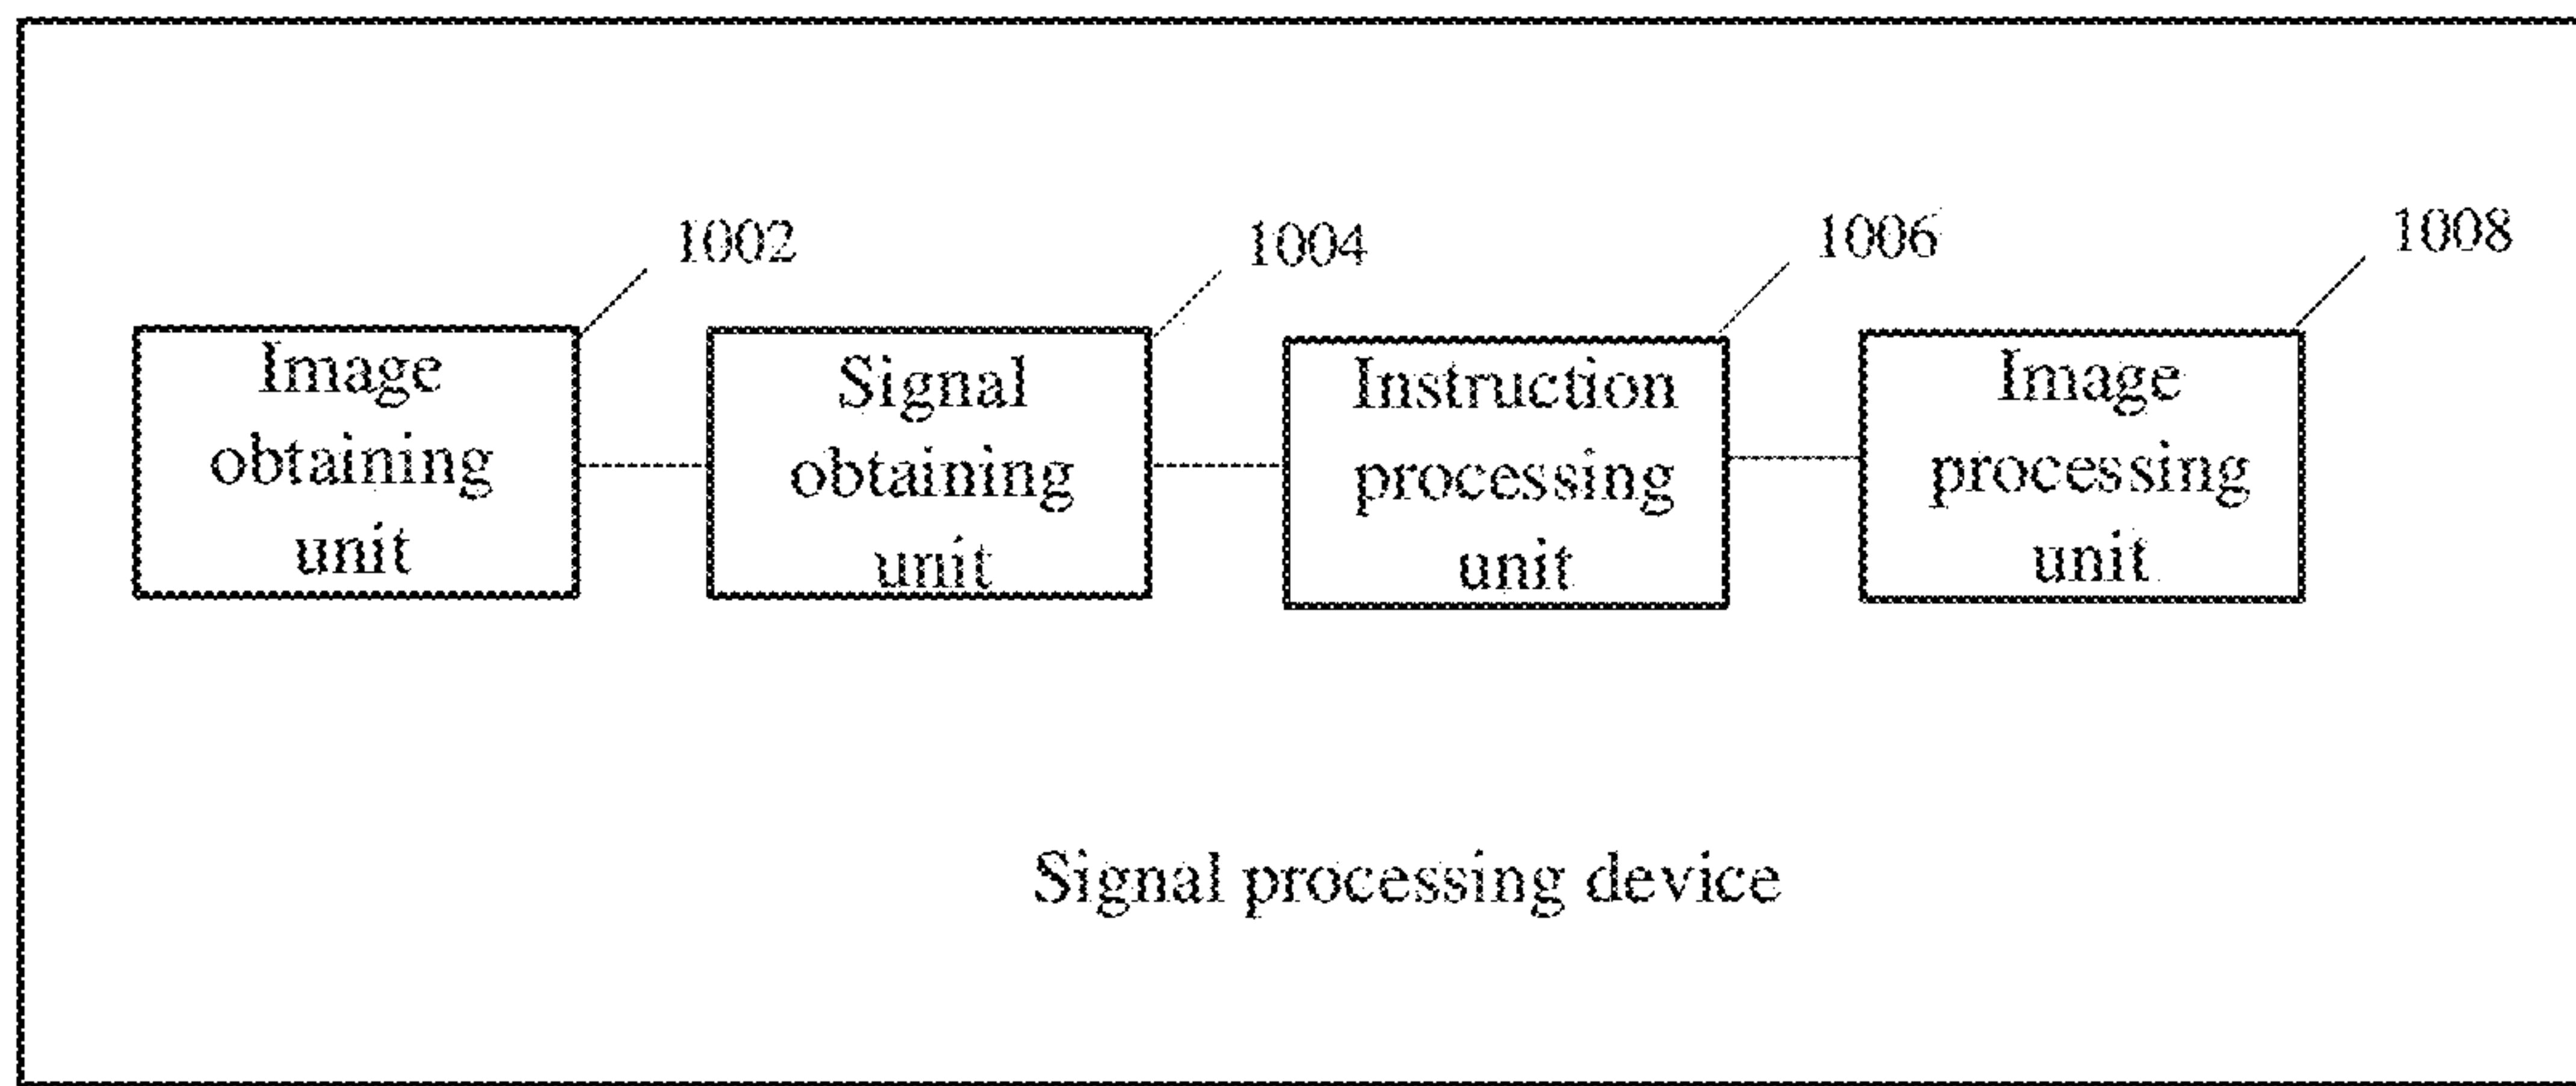 1002
1004
1006
1008
Image
obtaining
unit
Signal
obtaining
unit
Instruction
processing
unit
Image
processing
unit
Signal processing device